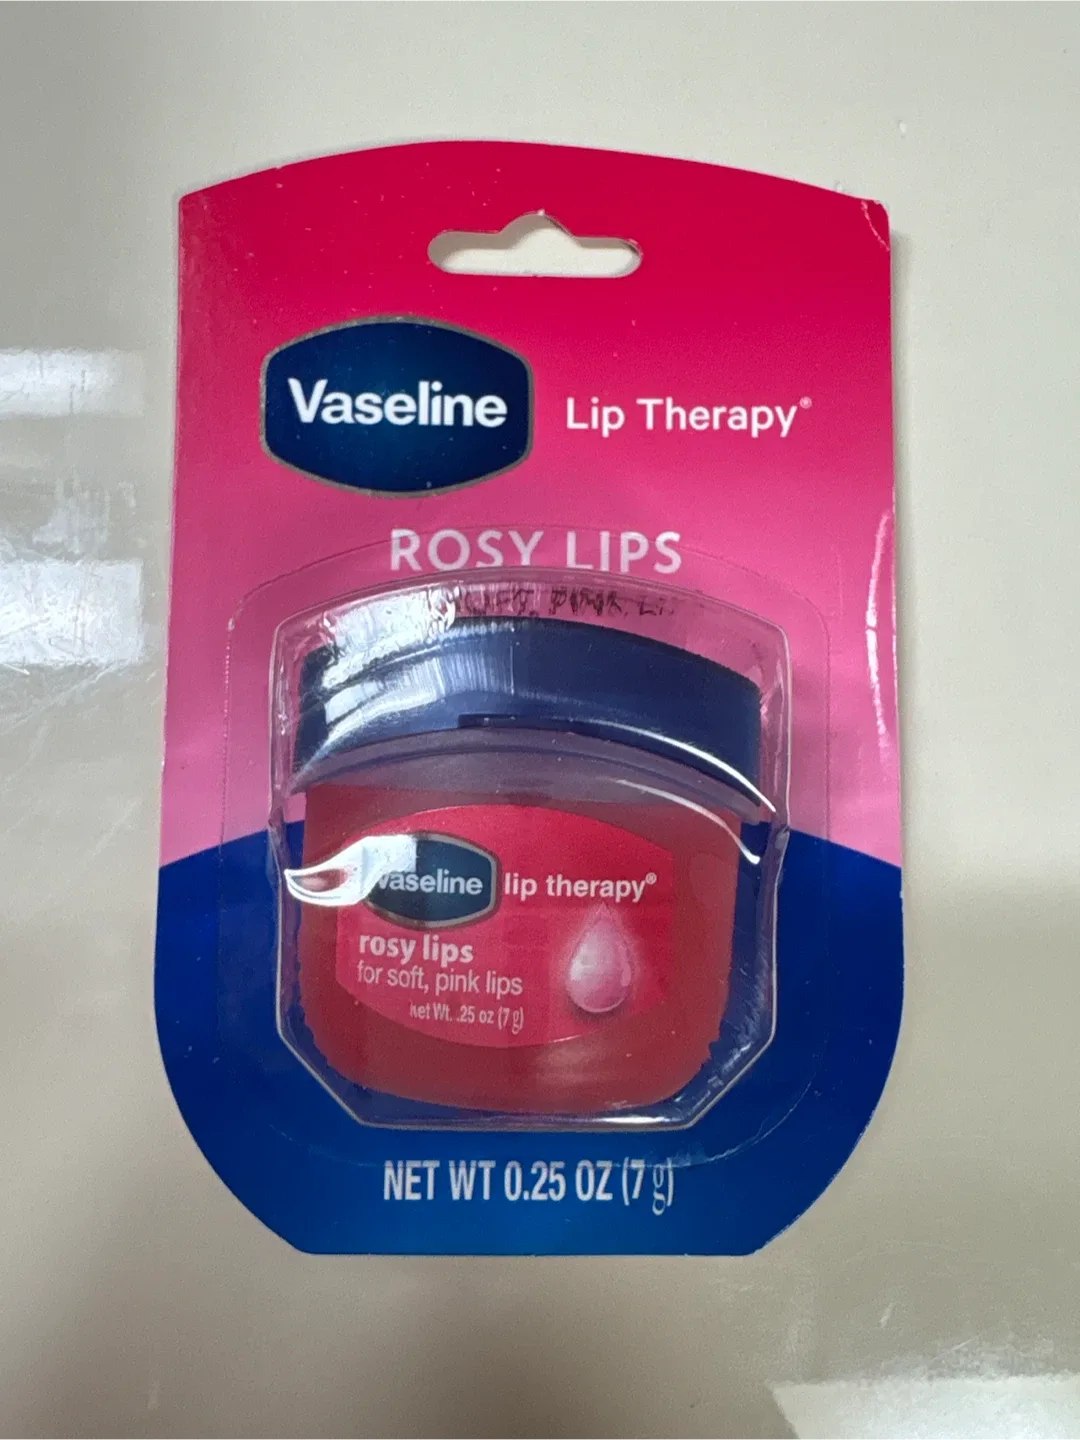 Vaseline
Lip Therapy®
ROSY LIPS
Vaseline
lip therapy®
rosy lips
for soft, pink lips
Net Wt. .25 oz (7 g)
NET WT 0.25 OZ (7 g)